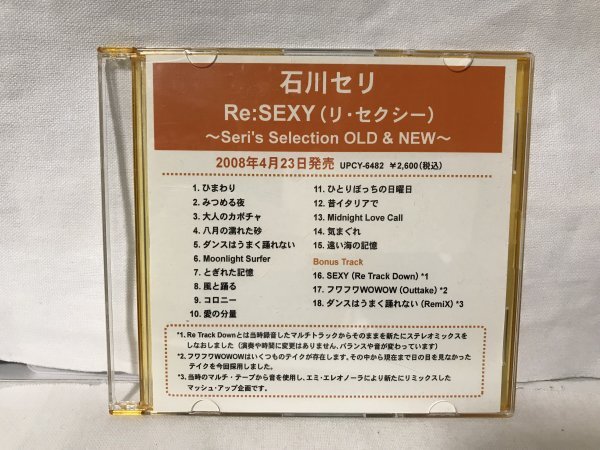 石川セリ
Re:SEXY(リ・セクシー)
～Seri's Selection OLD & NEW～
2008年4月23日発売 UPCY-6482 ¥2,600(税込)
1. ひまわり
2. みつめる夜
3. 大人のカボチャ
4. 八月の濡れた砂
5. ダンスはうまく踊れない
6. Moonlight Surfer
7. とぎれた記憶
8. 風と踊る
9. コロニー
10. 愛の分量
11. ひとりぼっちの日曜日
12. 昔イタリアで
13. Midnight Love Call
14. 気まぐれ
15. 遠い海の記憶
Bonus Track
16. SEXY (Re Track Down) *1
17. フワフワWOWOW (Outtake) *2
18. ダンスはうまく踊れない (RemiX) *3
*1. Re Track Downとは当時録音したマルチトラックからそのままを新たにステレオミックスを
しなおしました（演奏や時間に変更はありません、バランスや音が変わっています）
*2. フワフワWOWOWはいくつものテイクが存在します、その中から現在まで日の目を見なかった
テイクを今回採用しました。
*3. 当時のマルチ・テープから音を使用し、エミ・エレオノーラにより新たにリミックスした
マッシュ・アップ企画です。